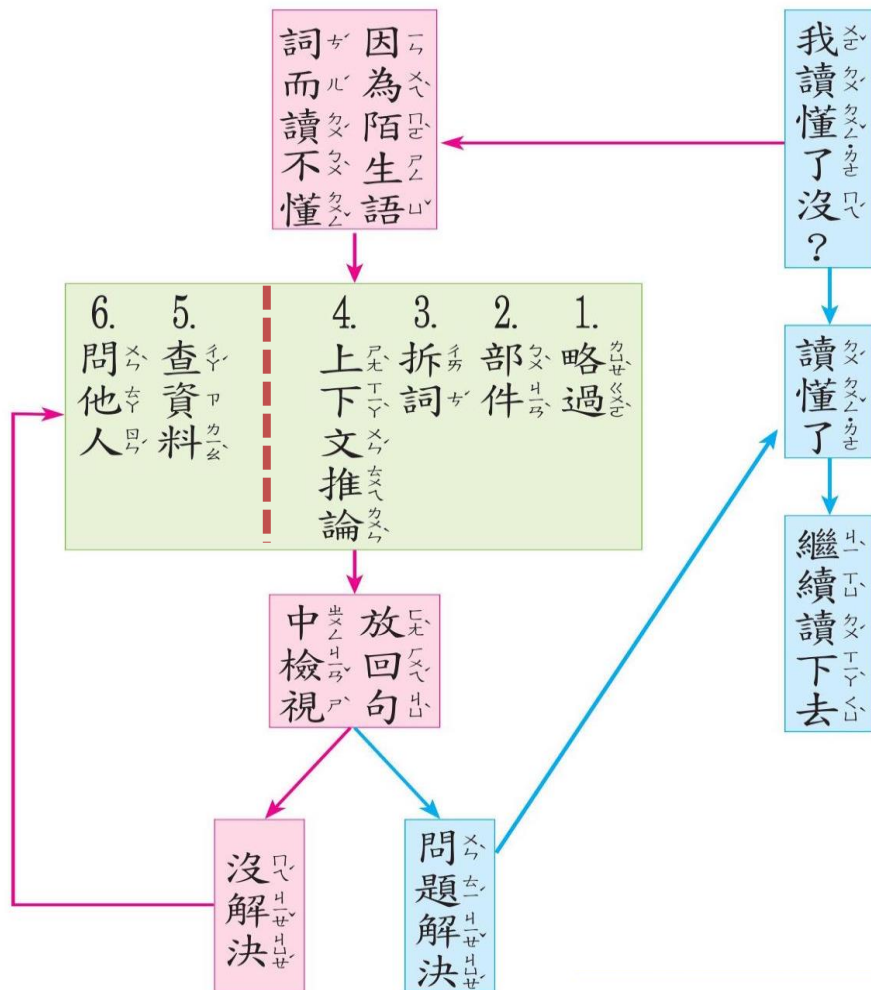 我讀懂了沒？
讀懂了
繼續讀下去
因為陌生語
詞而讀不懂
1.略過
2.部件
3.拆詞
4.上下文推論
5.查資料
6.問他人
放回句
中檢視
問題解決
沒解決